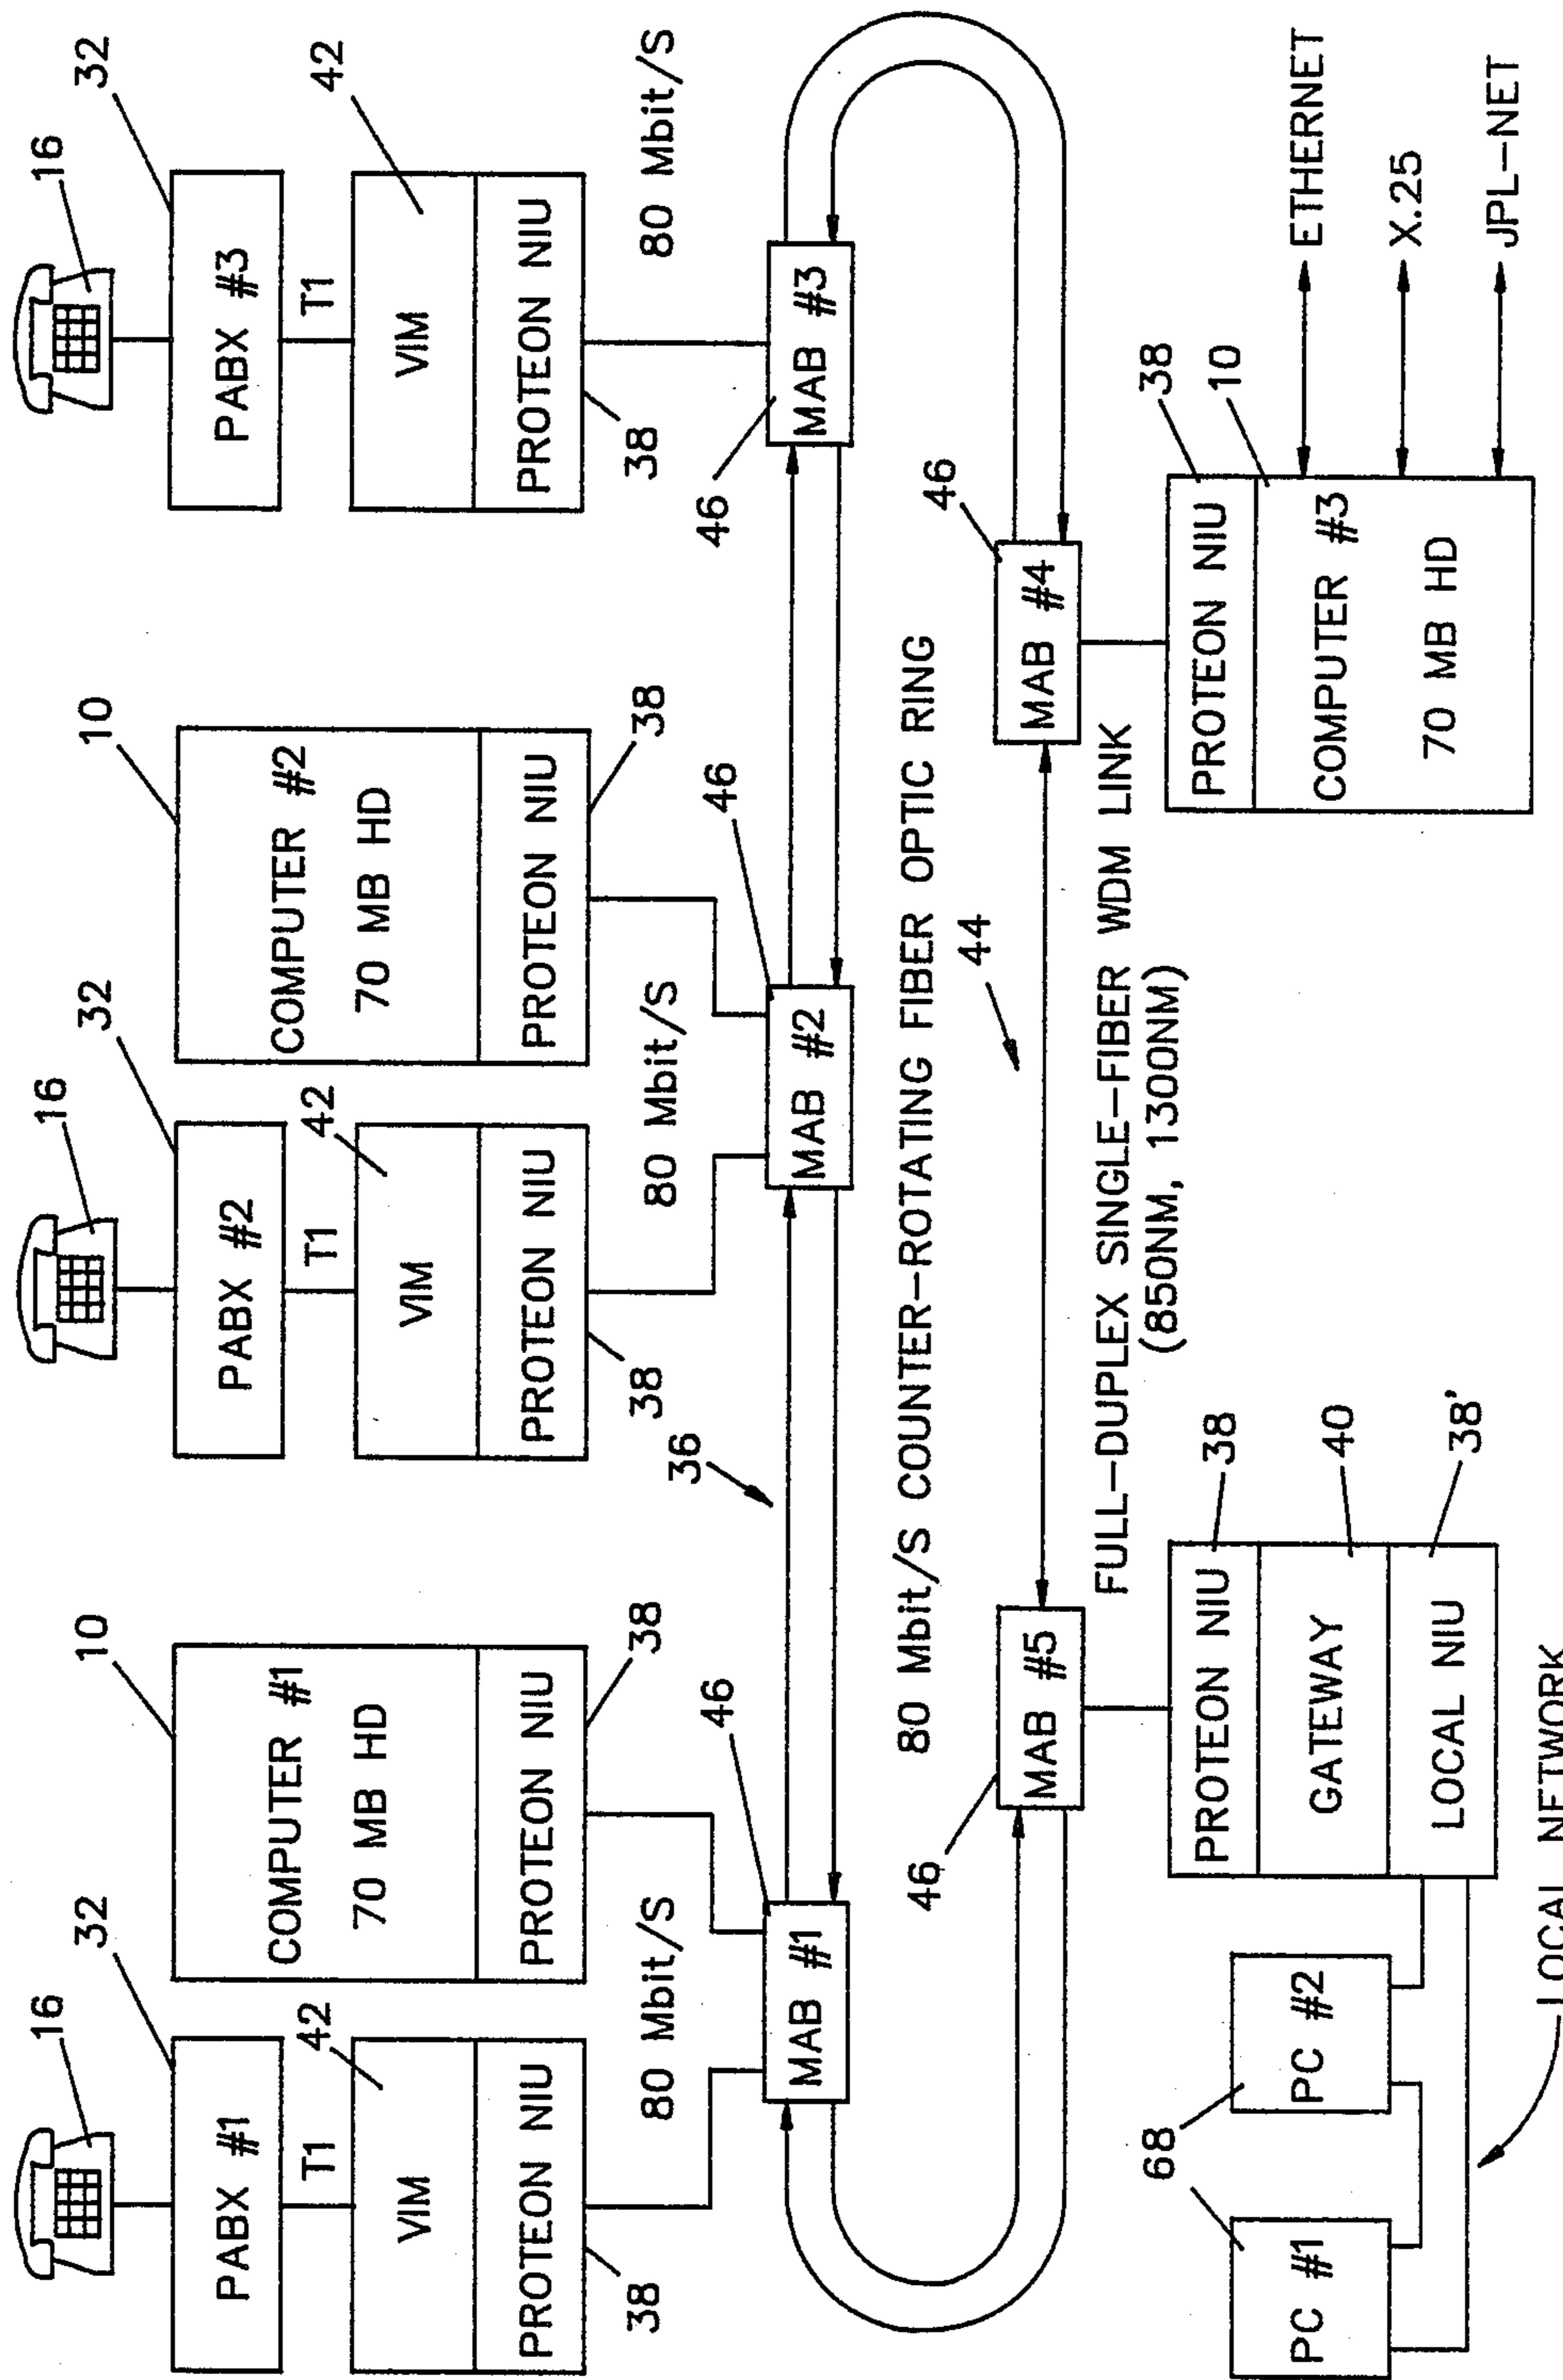 16
32
PABX #1
T1
42
VIM
PROTEON NIU
38
10
COMPUTER #1
70 MB HD
PROTEON NIU
38
80 Mbit/S
46
MAB #1
16
32
PABX #2
T1
42
VIM
PROTEON NIU
38
10
COMPUTER #2
70 MB HD
PROTEON NIU
38
80 Mbit/S
46
MAB #2
16
32
PABX #3
T1
42
VIM
PROTEON NIU
38
80 Mbit/S
46
MAB #3
36
80 Mbit/S COUNTER-ROTATING FIBER OPTIC RING
44
46
MAB #5
46
MAB #4
FULL-DUPLEX SINGLE-FIBER WDM LINK
(850NM, 1300NM)
PROTEON NIU
38
GATEWAY
40
LOCAL NIU
38'
68
PC #1
PC #2
LOCAL NETWORK
PROTEON NIU
38
10
COMPUTER #3
70 MB HD
ETHERNET
X.25
JPL-NET